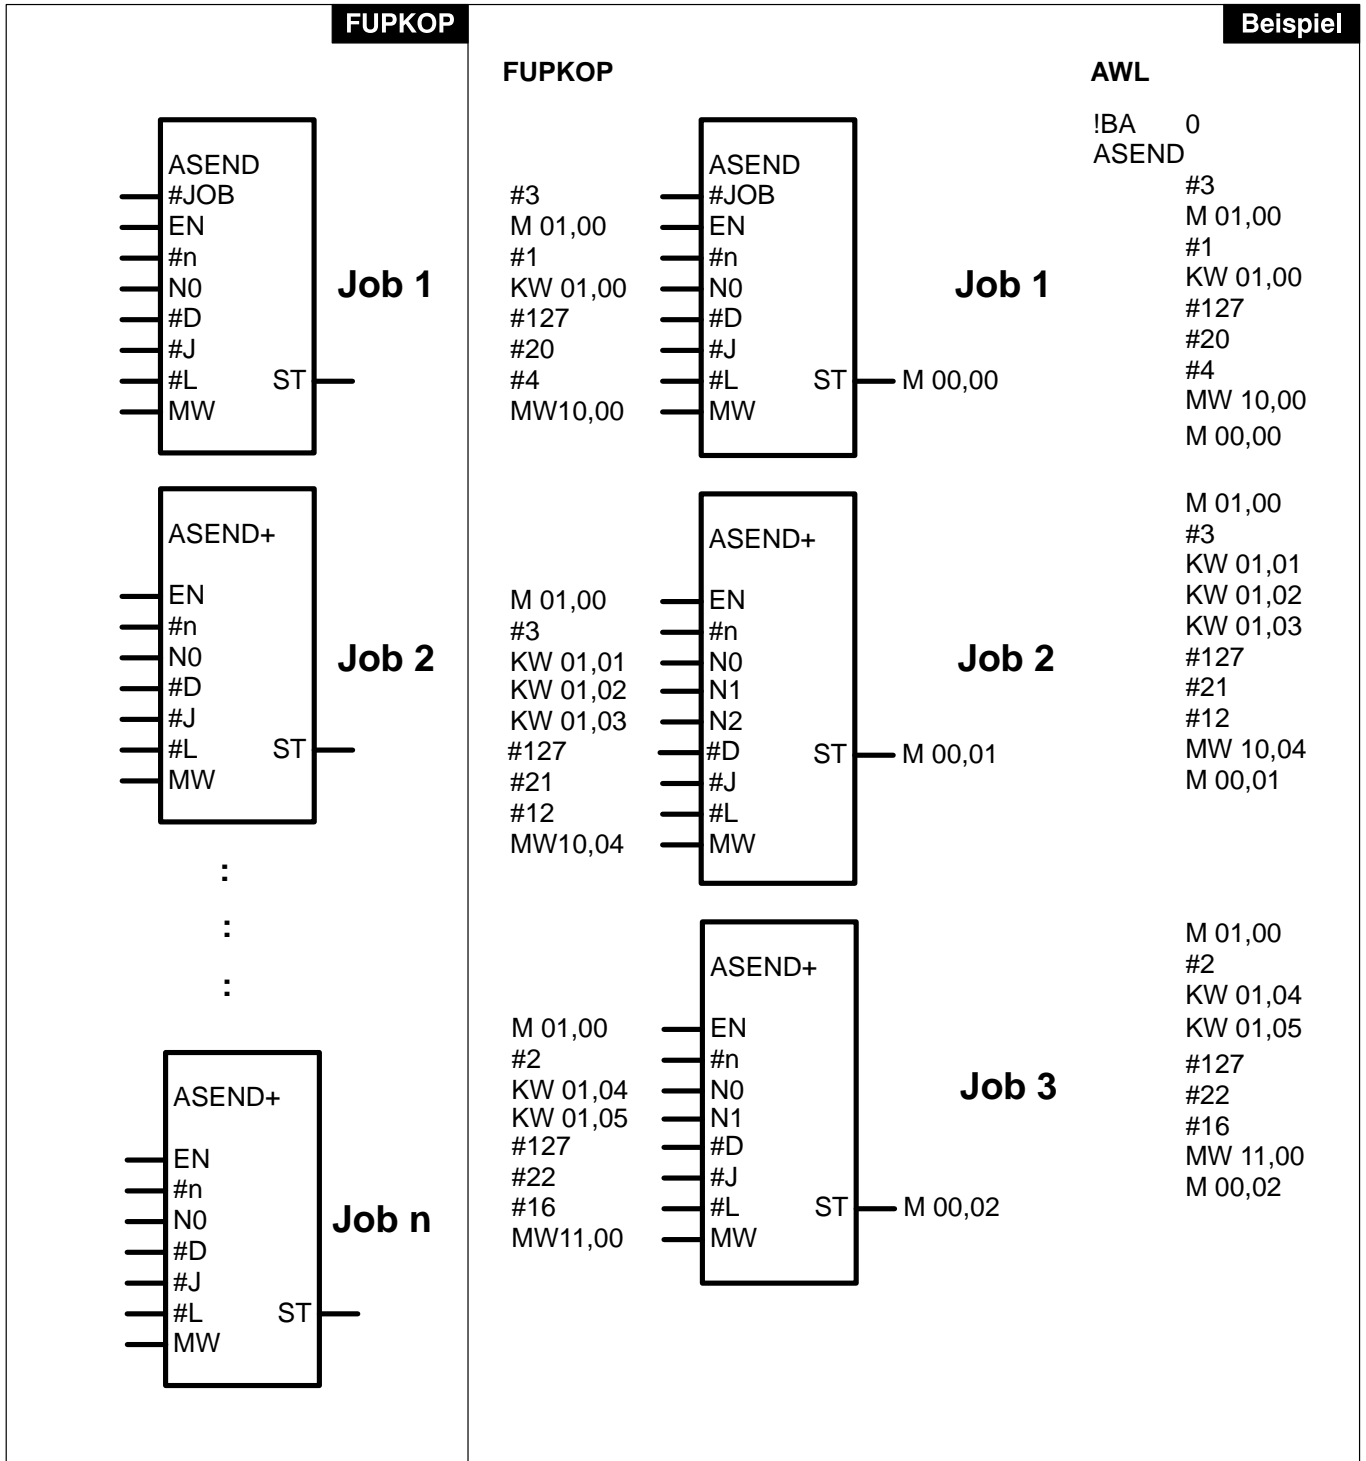 FUPKOP
ASEND
#JOB
EN
#n
N0
#D
#J
#L ST
MW
Job 1
ASEND+
EN
#n
N0
#D
#J
#L ST
MW
Job 2
:
:
:
ASEND+
EN
#n
N0
#D
#J
#L ST
MW
Job n
Beispiel
FUPKOP
ASEND
#3 #JOB
M 01,00 EN
#1 #n
KW 01,00 N0
#127 #D
#20 #J
#4 #L ST M 00,00
MW10,00 MW
Job 1
ASEND+
M 01,00 EN
#3 #n
KW 01,01 N0
KW 01,02 N1
KW 01,03 N2
#127 #D ST M 00,01
#21 #J
#12 #L
MW10,04 MW
Job 2
ASEND+
M 01,00 EN
#2 #n
KW 01,04 N0
KW 01,05 N1
#127 #D
#22 #J
#16 #L ST M 00,02
MW11,00 MW
Job 3
AWL
!BA 0
ASEND
#3
M 01,00
#1
KW 01,00
#127
#20
#4
MW 10,00
M 00,00
M 01,00
#3
KW 01,01
KW 01,02
KW 01,03
#127
#21
#12
MW 10,04
M 00,01
M 01,00
#2
KW 01,04
KW 01,05
#127
#22
#16
MW 11,00
M 00,02